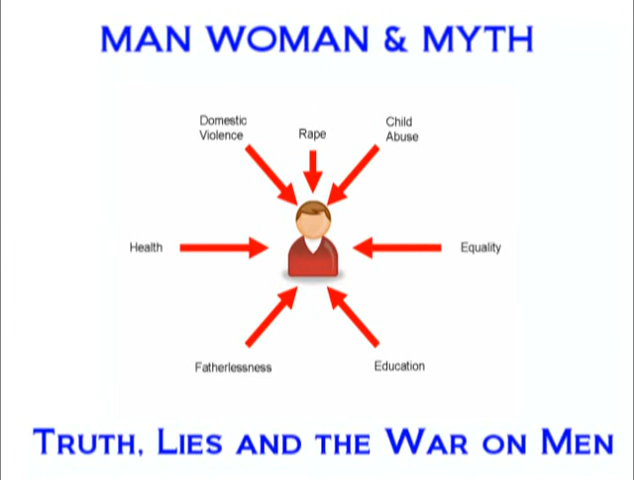 MAN WOMAN & MYTH
Domestic
Violence
Rape
Child
Abuse
Health
Equality
Fatherlessness
Education
TRUTH, LIES AND THE WAR ON MEN